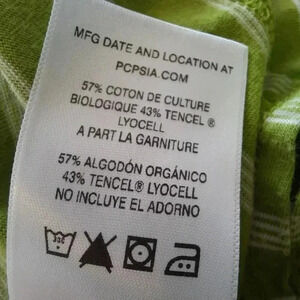 MFG DATE AND LOCATION AT
PCPSIA.COM
57% COTON DE CULTURE
BIOLOGIQUE 43% TENCEL®
LYOCELL
A PART LA GARNITURE
57% ALGODÓN ORGÁNICO
43% TENCEL® LYOCELL
NO INCLUYE EL ADORNO